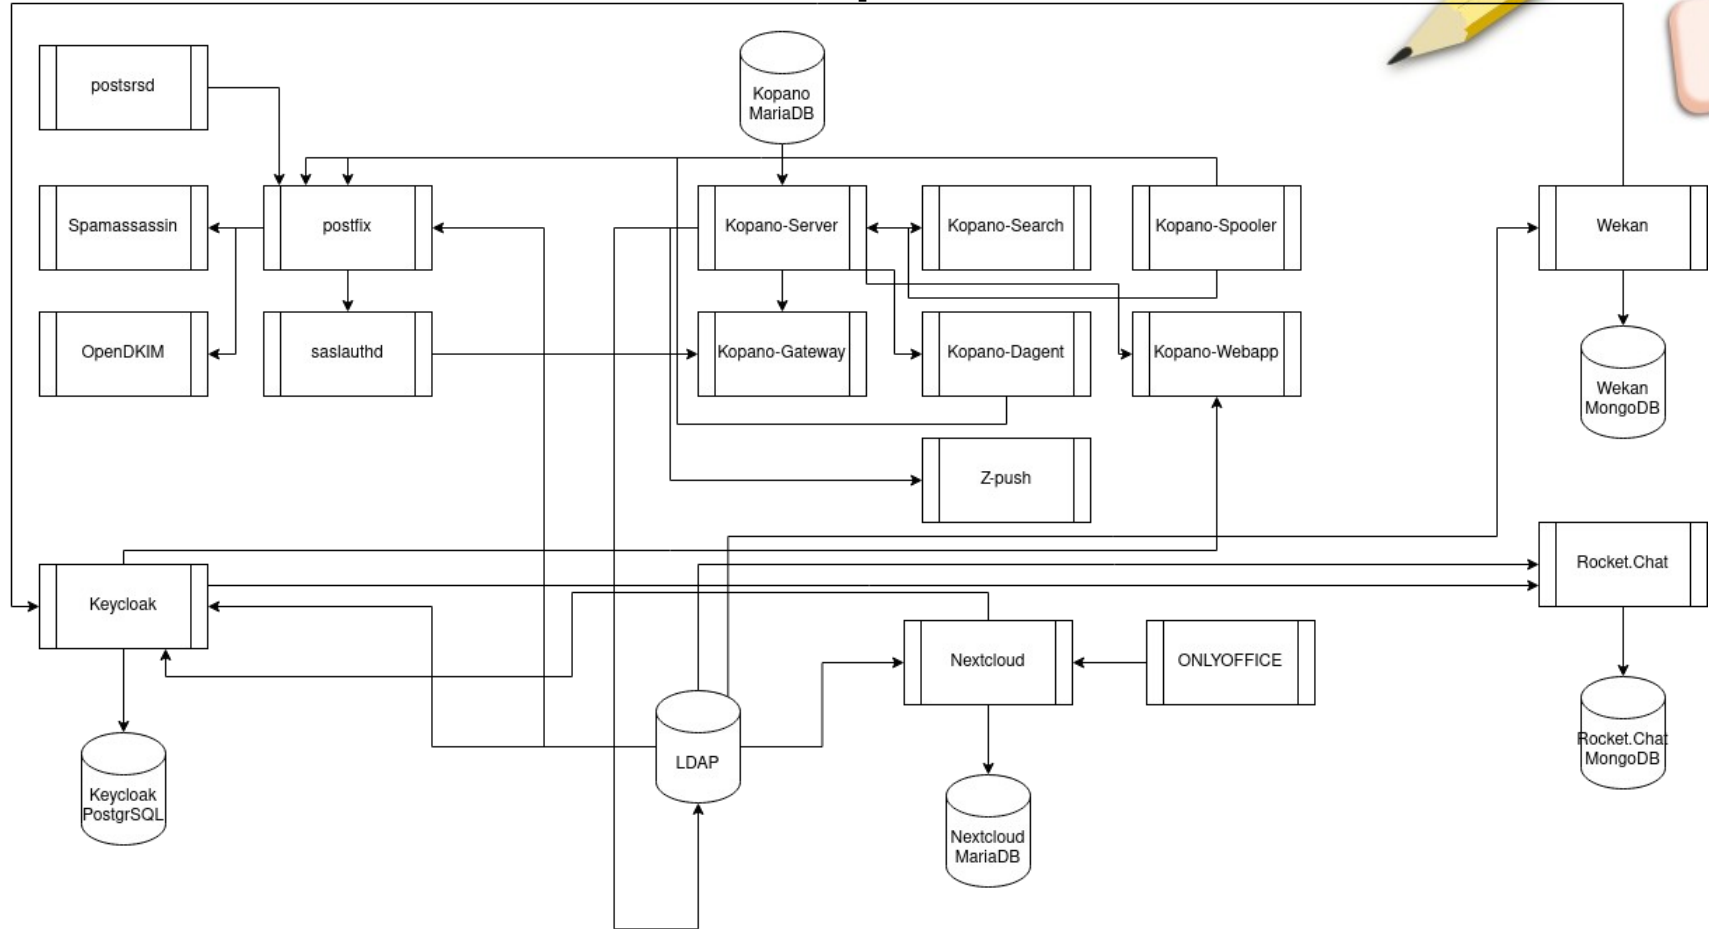 postsrsd
Kopano
MariaDB
Spamassassin
postfix
Kopano-Server
Kopano-Search
Kopano-Spooler
Wekan
OpenDKIM
saslauthd
Kopano-Gateway
Kopano-Dagent
Kopano-Webapp
Wekan
MongoDB
Z-push
Rocket.Chat
Keycloak
Nextcloud
ONLYOFFICE
LDAP
Rocket.Chat
MongoDB
Keycloak
PostgrSQL
Nextcloud
MariaDB